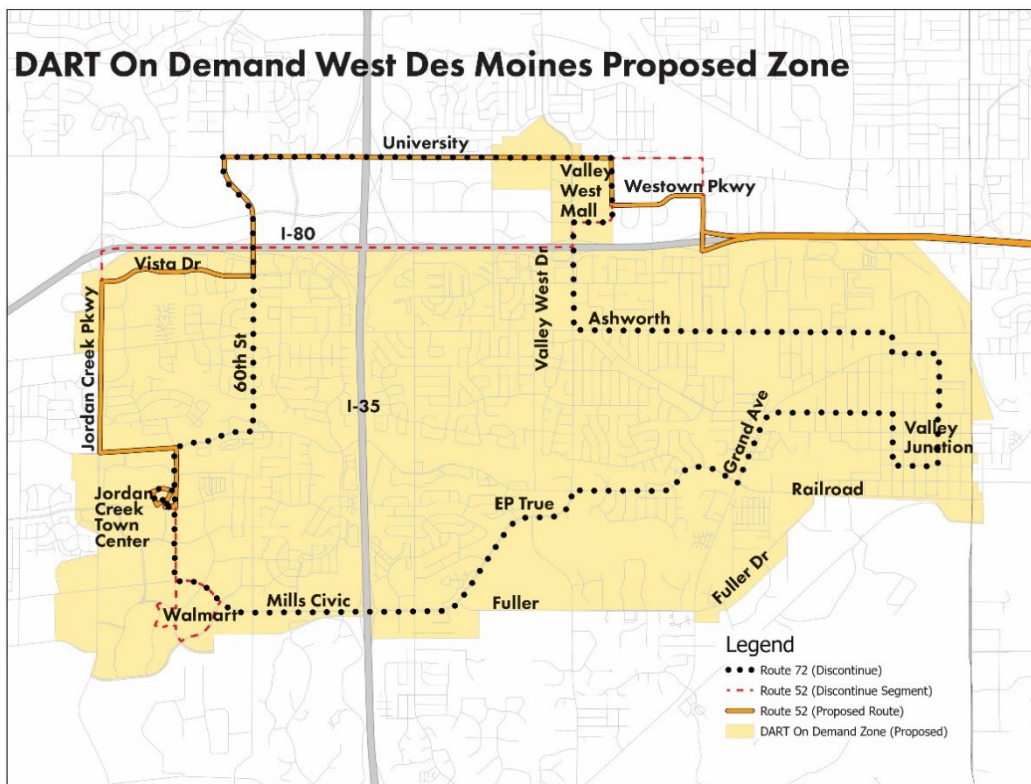 DART On Demand West Des Moines Proposed Zone
University
Valley
West
Mall
Westown Pkwy
I-80
Vista Dr
Jordan Creek Pkwy
60th St
I-35
Valley West Dr
Ashworth
Grand Ave
Valley
Junction
Railroad
EP True
Jordan
Creek
Town
Center
Fuller Dr
Fuller
Mills Civic
Walmart
Legend
Route 72 (Discontinue)
Route 52 (Discontinue Segment)
Route 52 (Proposed Route)
DART On Demand Zone (Proposed)